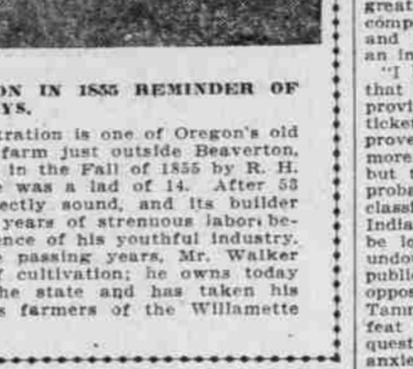 ON IN 1855 REMINDER OF
YS.
tration is one of Oregon's old
farm just outside Beaverton,
in the Fall of 1855 by R. H.
e was a lad of 14. After 53
ectly sound, and its builder
years of strenuous labor be-
ence of his youthful industry.
e passing years, Mr. Walker
f cultivation; he owns today
he state and has taken his
s farmers of the Willamette
great
comp
and
an in
"I
that
provi
ticket
prove
more
but t
proba
classi
India
be lo
undou
public
oppos
Tamm
feat
quest
anxie